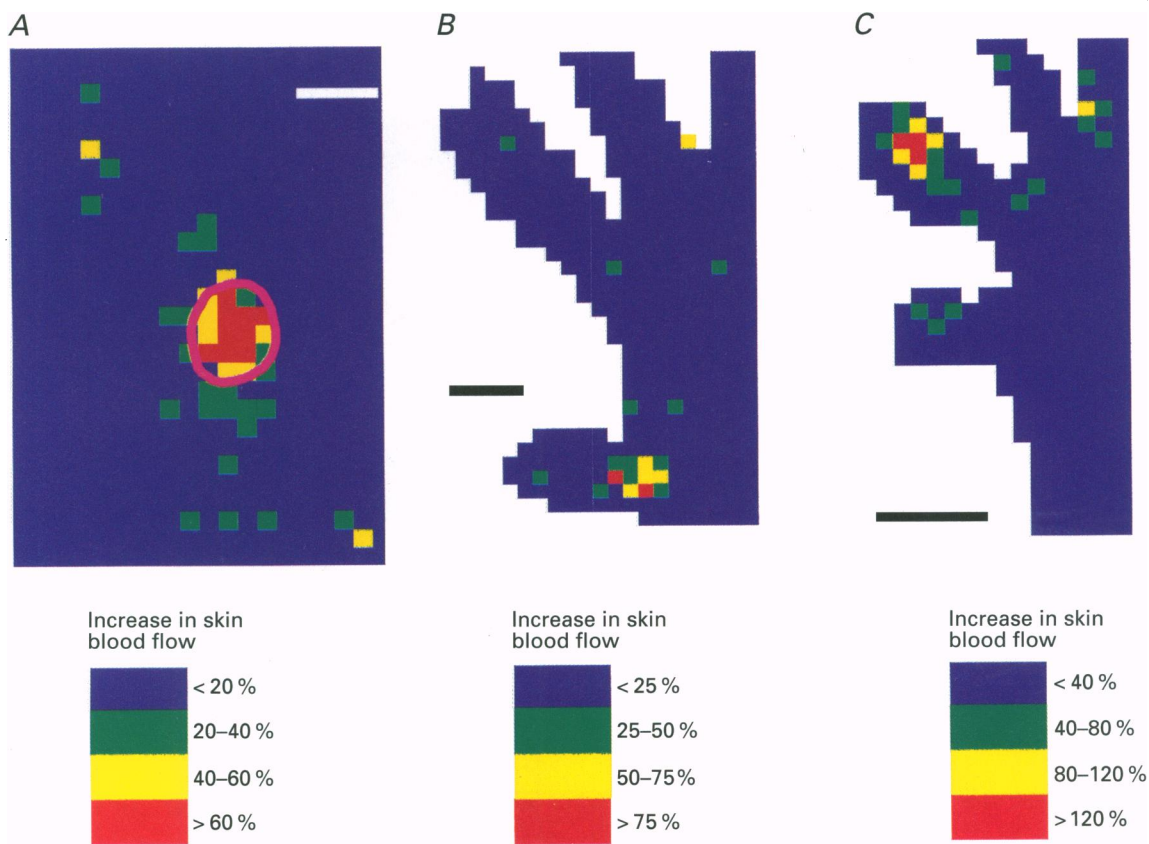 A
B
C
Increase in skin
blood flow
< 20 %
20–40 %
40–60 %
> 60 %
Increase in skin
blood flow
< 25 %
25–50 %
50–75 %
> 75 %
Increase in skin
blood flow
< 40 %
40–80 %
80–120 %
> 120 %